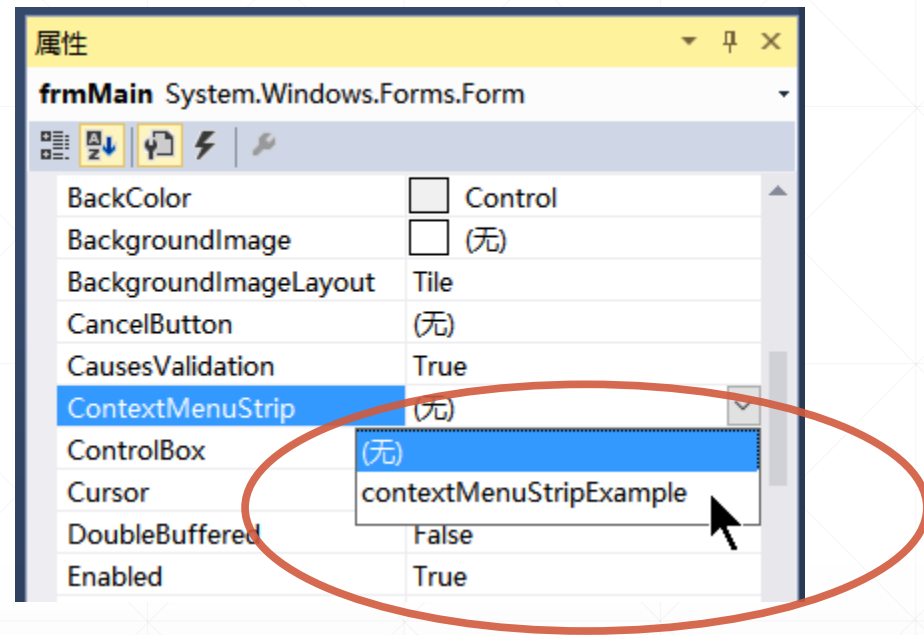 属性
frmMain System.Windows.Forms.Form
BackColor Control
BackgroundImage (无)
BackgroundImageLayout Tile
CancelButton (无)
CausesValidation True
ContextMenuStrip (无)
ControlBox (无)
Cursor contextMenuStripExample
DoubleBuffered False
Enabled True